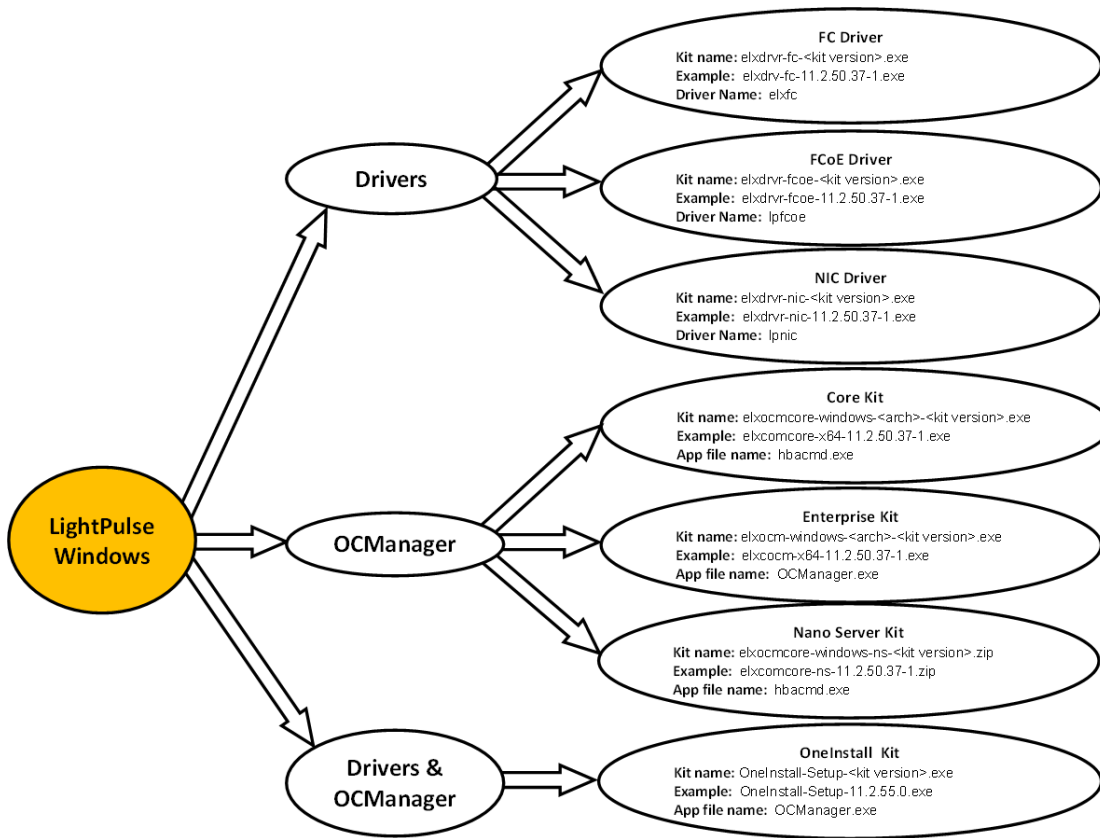 FC Driver
Kit name: elxdrvr-fc-<kit version>.exe
Example: elxdrv-fc-11.2.50.37-1.exe
Driver Name: elxfc
Drivers
FCoE Driver
Kit name: elxdrvr-fcoe-<kit version>.exe
Example: elxdrvr-fcoe-11.2.50.37-1.exe
Driver Name: lpfcoe
NIC Driver
Kit name: elxdrvr-nic-<kit version>.exe
Example: elxdrvr-nic-11.2.50.37-1.exe
Driver Name: lpnic
LightPulse
Windows
OCManager
Core Kit
Kit name: elxocmcore-windows-<arch>-<kit version>.exe
Example: elxcomcore-x64-11.2.50.37-1.exe
App file name: hbacmd.exe
Enterprise Kit
Kit name: elxocm-windows-<arch>-<kit version>.exe
Example: elxcocm-x64-11.2.50.37-1.exe
App file name: OCManager.exe
Nano Server Kit
Kit name: elxocmcore-windows-ns-<kit version>.zip
Example: elxcomcore-ns-11.2.50.37-1.zip
App file name: hbacmd.exe
Drivers &
OCManager
OneInstall Kit
Kit name: OneInstall-Setup-<kit version>.exe
Example: OneInstall-Setup-11.2.55.0.exe
App file name: OCManager.exe